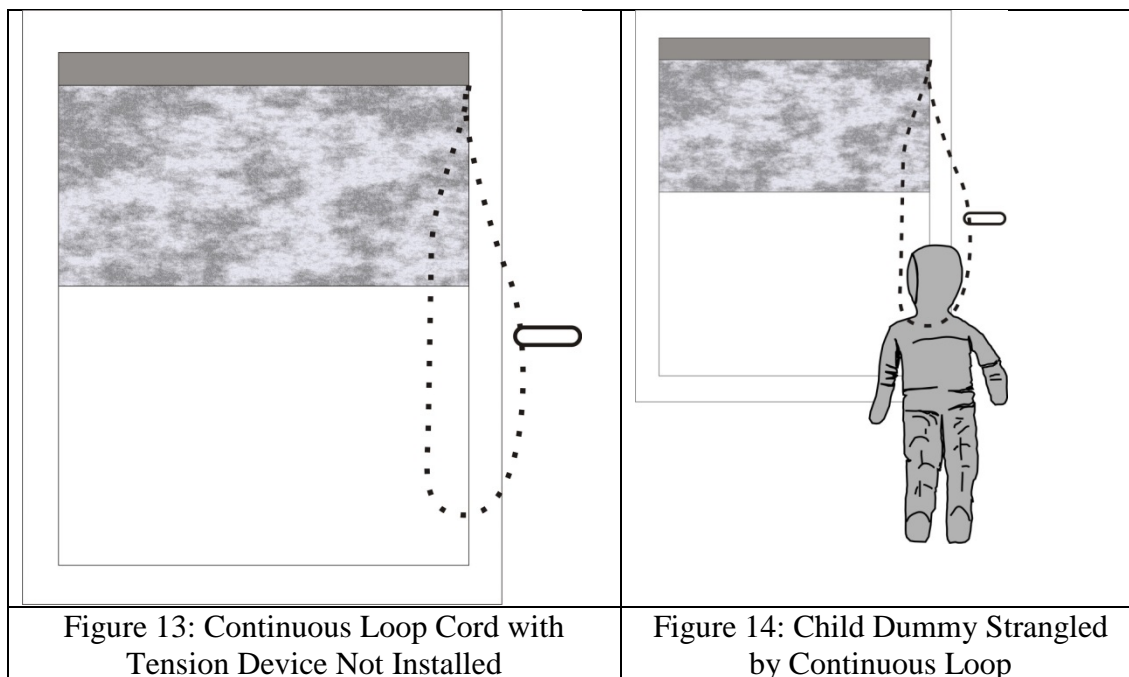 Figure 13: Continuous Loop Cord with
Tension Device Not Installed
Figure 14: Child Dummy Strangled
by Continuous Loop